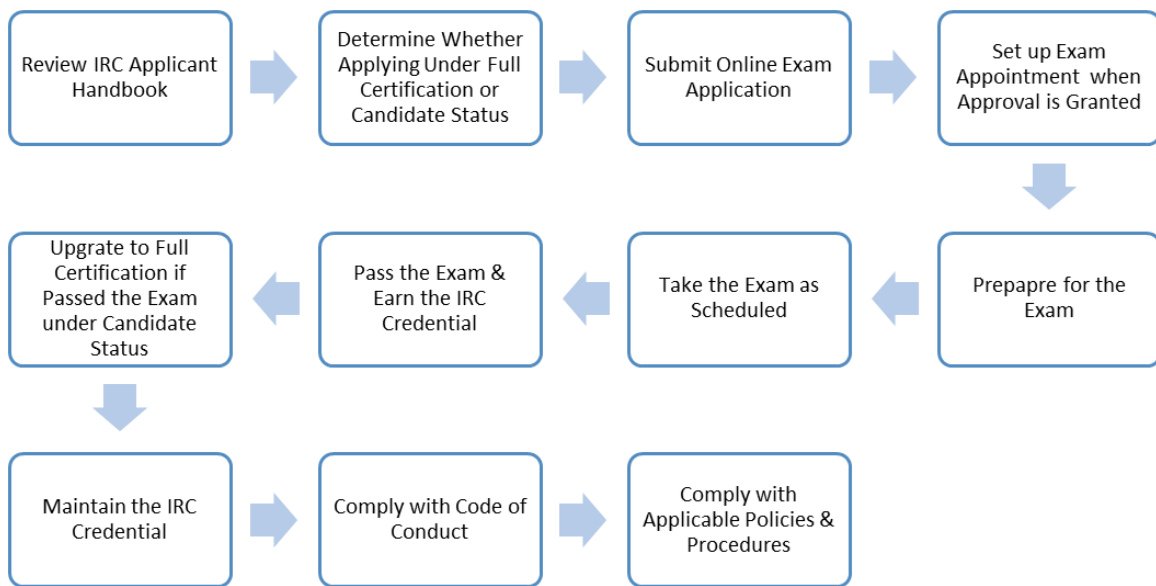 Review IRC Applicant
Handbook
Determine Whether
Applying Under Full
Certification or
Candidate Status
Submit Online Exam
Application
Set up Exam
Appointment when
Approval is Granted
Prepapre for the
Exam
Take the Exam as
Scheduled
Pass the Exam &
Earn the IRC
Credential
Upgrate to Full
Certification if
Passed the Exam
under Candidate
Status
Maintain the IRC
Credential
Comply with Code of
Conduct
Comply with
Applicable Policies &
Procedures